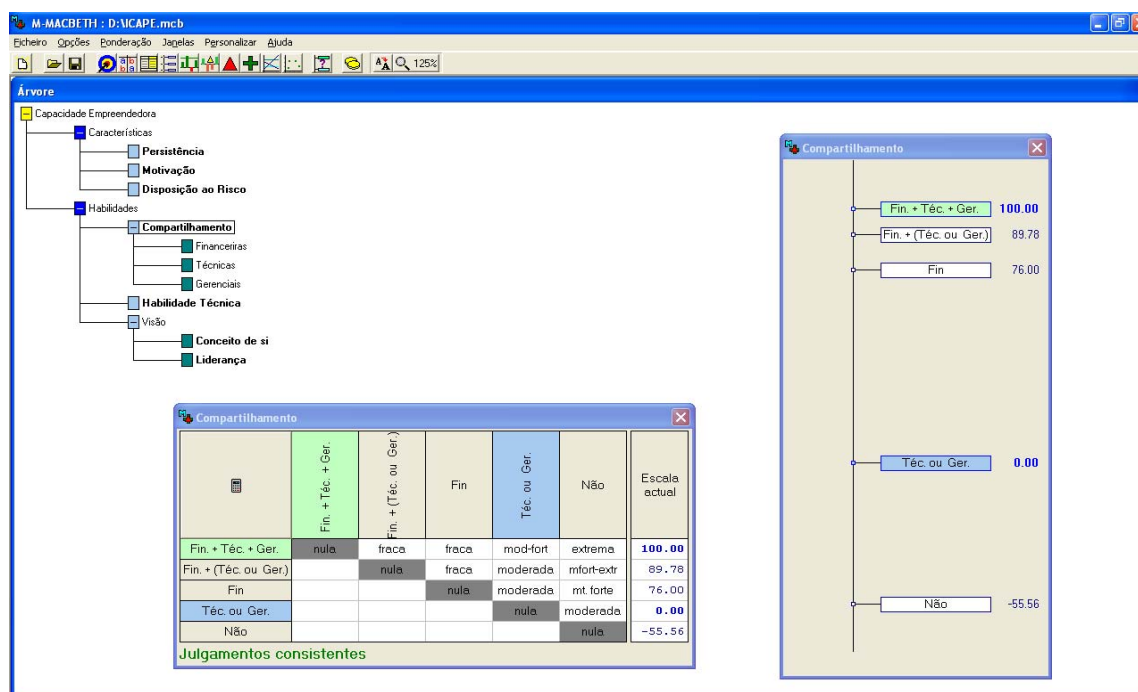 M-MACBETH : D:\ICAPE.mcb
Ficheiro Opções Ponderação Janelas Personalizar Ajuda
125%
Árvore
Capacidade Empreendedora
Características
Persistência
Motivação
Disposição ao Risco
Habilidades
Compartilhamento
Financeriras
Técnicas
Gerenciais
Habilidade Técnica
Visão
Conceito de si
Liderança
Compartilhamento
Fin. + Téc. + Ger. 100.00
Fin. + (Téc. ou Ger.) 89.78
Fin 76.00
Téc. ou Ger. 0.00
Não -55.56
Compartilhamento
Fin. + Téc. + Ger. Fin. + (Téc. ou Ger.) Fin Téc. ou Ger. Não Escala actual
Fin. + Téc. + Ger. nula fraca fraca mod-fort extrema 100.00
Fin. + (Téc. ou Ger.) nula fraca moderada mfort-extr 89.78
Fin nula moderada mt. forte 76.00
Téc. ou Ger. nula moderada 0.00
Não nula -55.56
Julgamentos consistentes